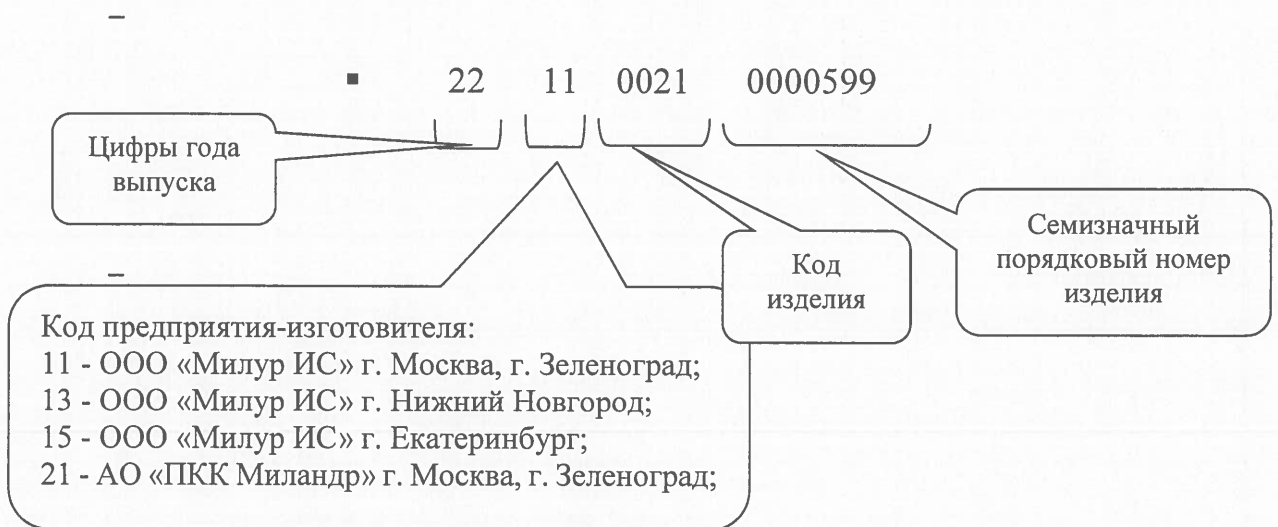 22 11 0021 0000599
Цифры года
выпуска
Семизначный
порядковый номер
изделия
Код
изделия
Код предприятия-изготовителя:
11 - ООО «Милур ИС» г. Москва, г. Зеленоград;
13 - ООО «Милур ИС» г. Нижний Новгород;
15 - ООО «Милур ИС» г. Екатеринбург;
21 - АО «ПКК Миландр» г. Москва, г. Зеленоград;